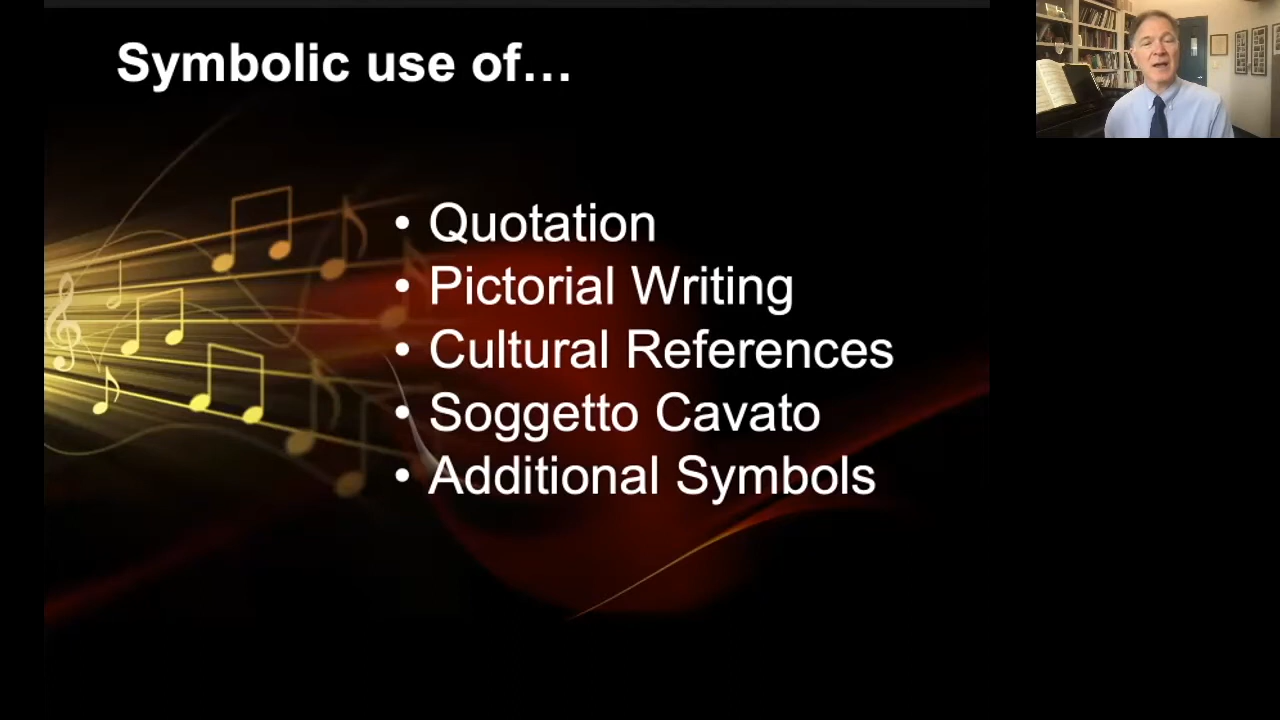 Symbolic use of…
• Quotation
• Pictorial Writing
• Cultural References
• Soggetto Cavato
• Additional Symbols